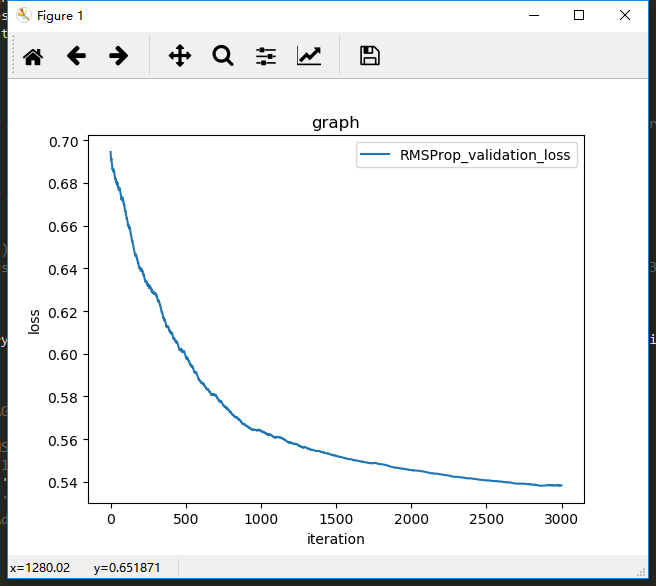 Figure 1
graph
RMSProp_validation_loss
0.70
0.68
0.66
0.64
0.62
0.60
0.58
0.56
0.54
loss
0 500 1000 1500 2000 2500 3000
iteration
x=1280.02 y=0.651871